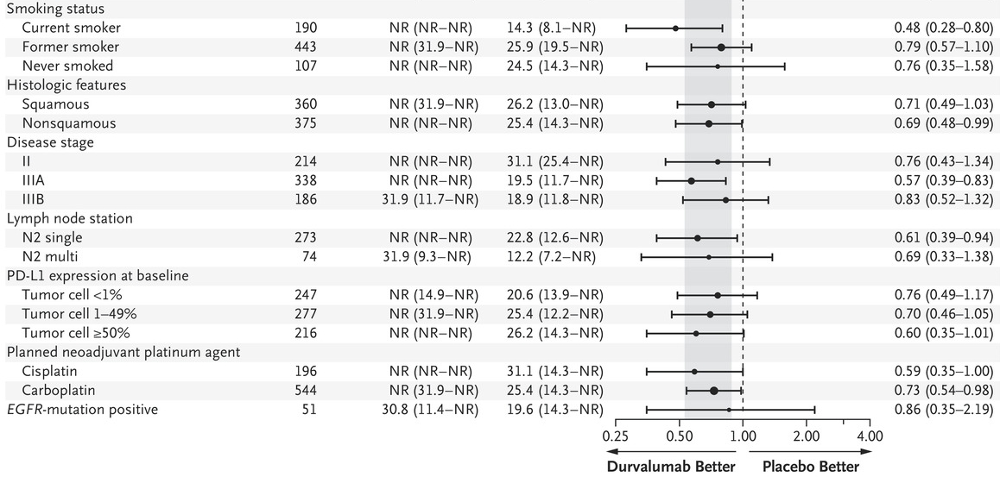 Smoking status
Current smoker 190 NR (NR–NR) 14.3 (8.1–NR) 0.48 (0.28–0.80)
Former smoker 443 NR (31.9–NR) 25.9 (19.5–NR) 0.79 (0.57–1.10)
Never smoked 107 NR (NR–NR) 24.5 (14.3–NR) 0.76 (0.35–1.58)
Histologic features
Squamous 360 NR (31.9–NR) 26.2 (13.0–NR) 0.71 (0.49–1.03)
Nonsquamous 375 NR (NR–NR) 25.4 (14.3–NR) 0.69 (0.48–0.99)
Disease stage
II 214 NR (NR–NR) 31.1 (25.4–NR) 0.76 (0.43–1.34)
IIIA 338 NR (NR–NR) 19.5 (11.7–NR) 0.57 (0.39–0.83)
IIIB 186 31.9 (11.7–NR) 18.9 (11.8–NR) 0.83 (0.52–1.32)
Lymph node station
N2 single 273 NR (NR–NR) 22.8 (12.6–NR) 0.61 (0.39–0.94)
N2 multi 74 31.9 (9.3–NR) 12.2 (7.2–NR) 0.69 (0.33–1.38)
PD-L1 expression at baseline
Tumor cell <1% 247 NR (14.9–NR) 20.6 (13.9–NR) 0.76 (0.49–1.17)
Tumor cell 1–49% 277 NR (31.9–NR) 25.4 (12.2–NR) 0.70 (0.46–1.05)
Tumor cell ≥50% 216 NR (NR–NR) 26.2 (14.3–NR) 0.60 (0.35–1.01)
Planned neoadjuvant platinum agent
Cisplatin 196 NR (NR–NR) 31.1 (14.3–NR) 0.59 (0.35–1.00)
Carboplatin 544 NR (31.9–NR) 25.4 (14.3–NR) 0.73 (0.54–0.98)
EGFR-mutation positive 51 30.8 (11.4–NR) 19.6 (14.3–NR) 0.86 (0.35–2.19)
0.25 0.50 1.00 2.00 4.00
Durvalumab Better Placebo Better